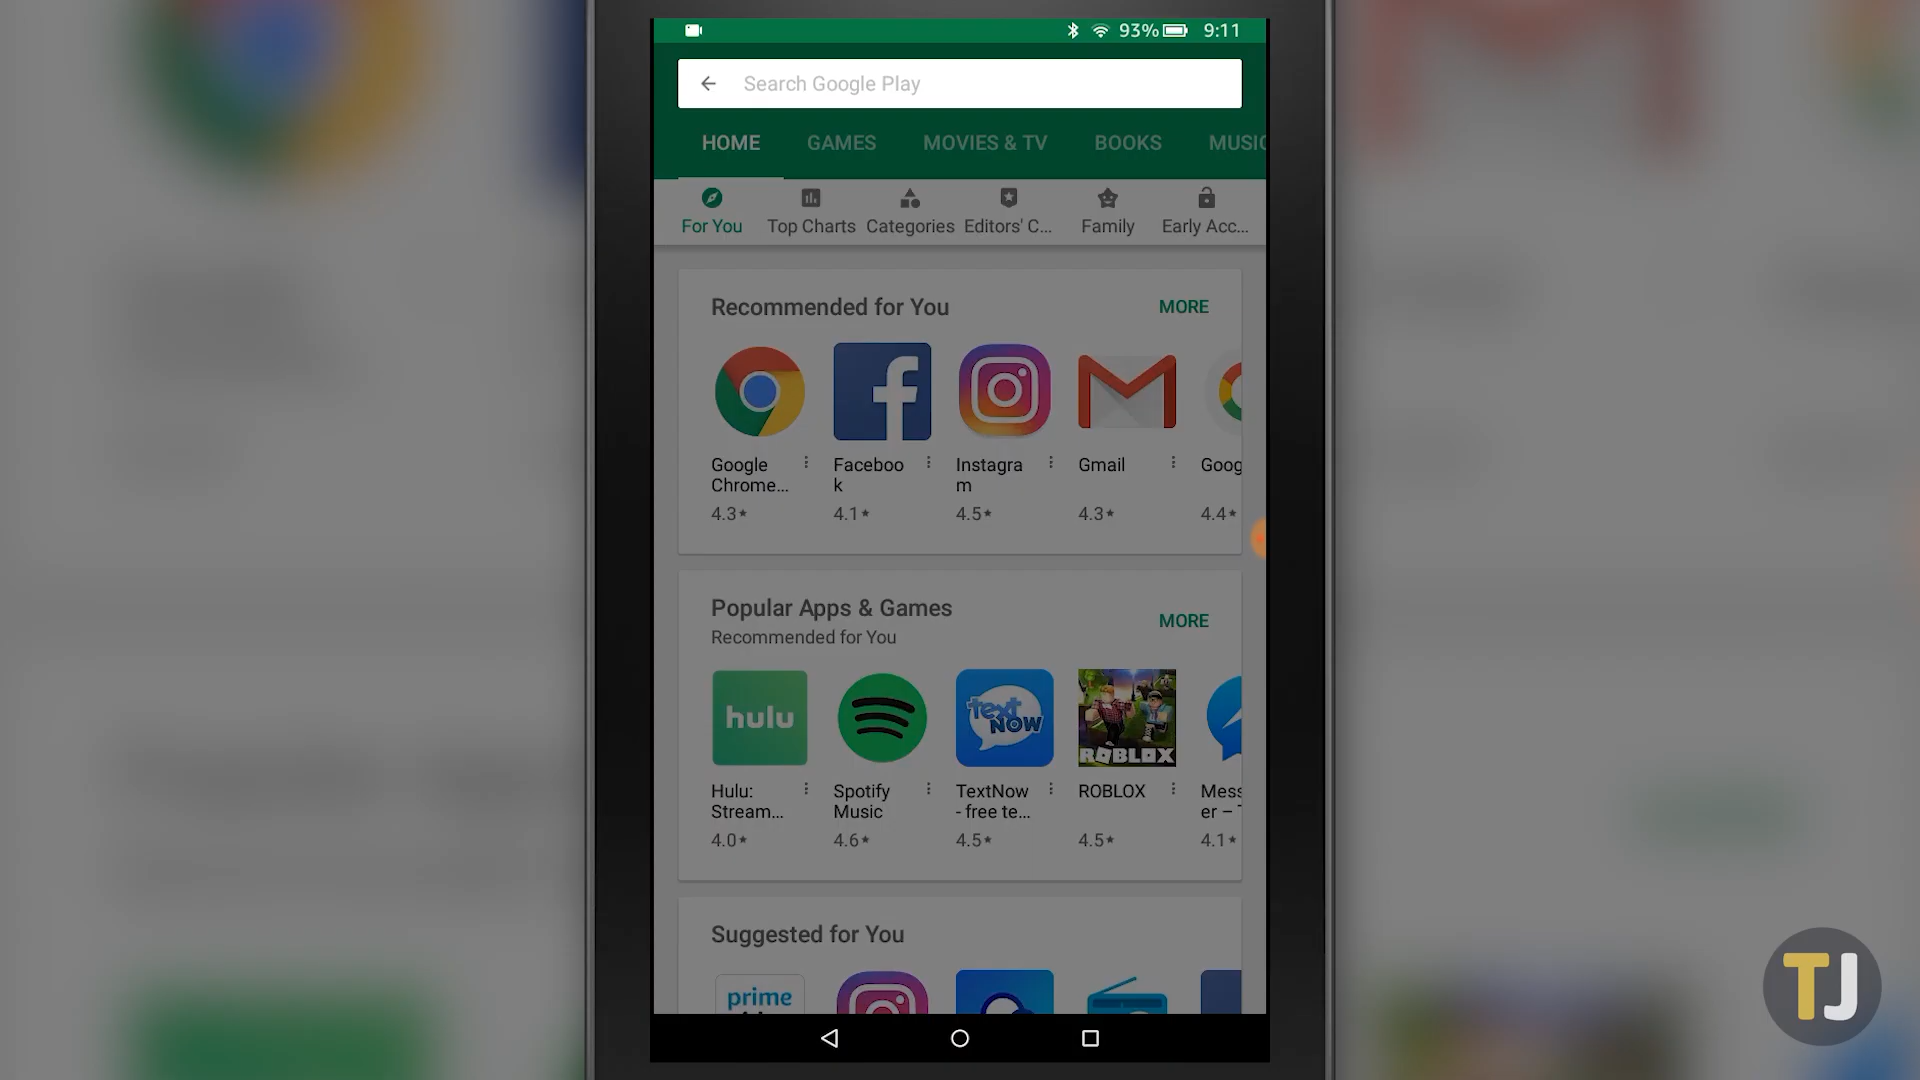 93% 9:11
Search Google Play
HOME GAMES MOVIES & TV BOOKS MUSIC
For You Top Charts Categories Editors' C... Family Early Acc...
Recommended for You MORE
Google Chrome...
Facebook
Instagram
Gmail
Goog
4.3★ 4.1★ 4.5★ 4.3★ 4.4★
Popular Apps & Games MORE
Recommended for You
hulu
text NOW
ROBLOX
Hulu: Stream...
Spotify Music
TextNow - free te...
ROBLOX
Mess er –
4.0★ 4.6★ 4.5★ 4.5★ 4.1★
Suggested for You
prime
TJ